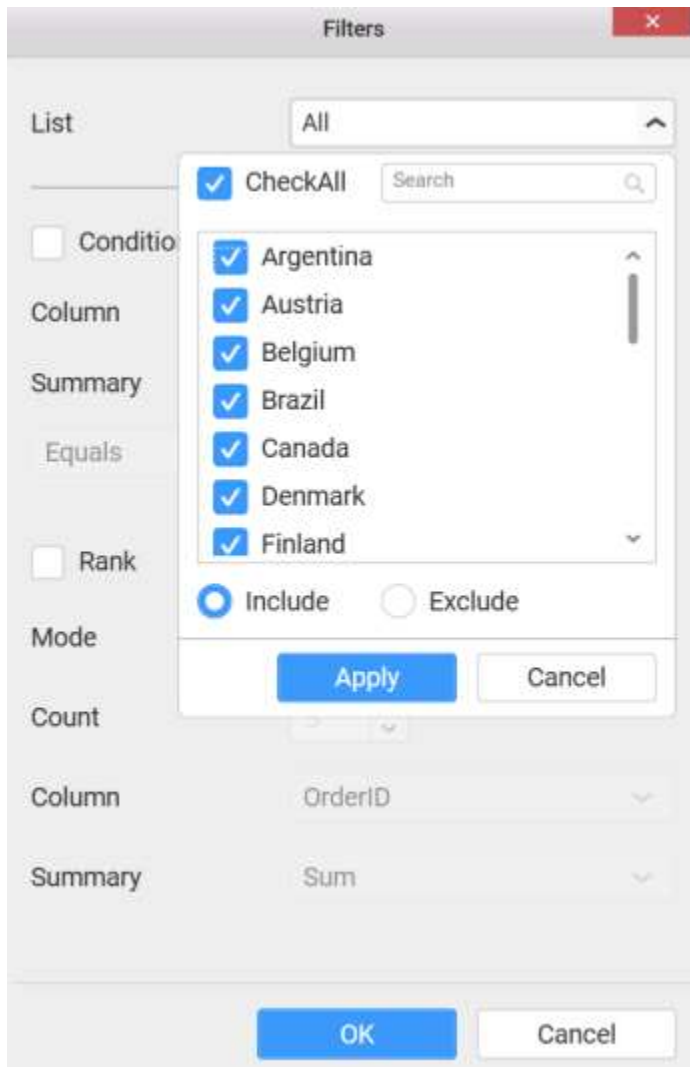 Filters
List All
CheckAll Search
Conditio
Argentina
Austria
Column
Belgium
Summary
Brazil
Equals
Canada
Denmark
Finland
Rank
Include Exclude
Mode
Apply Cancel
Count
Column OrderID
Summary Sum
OK Cancel